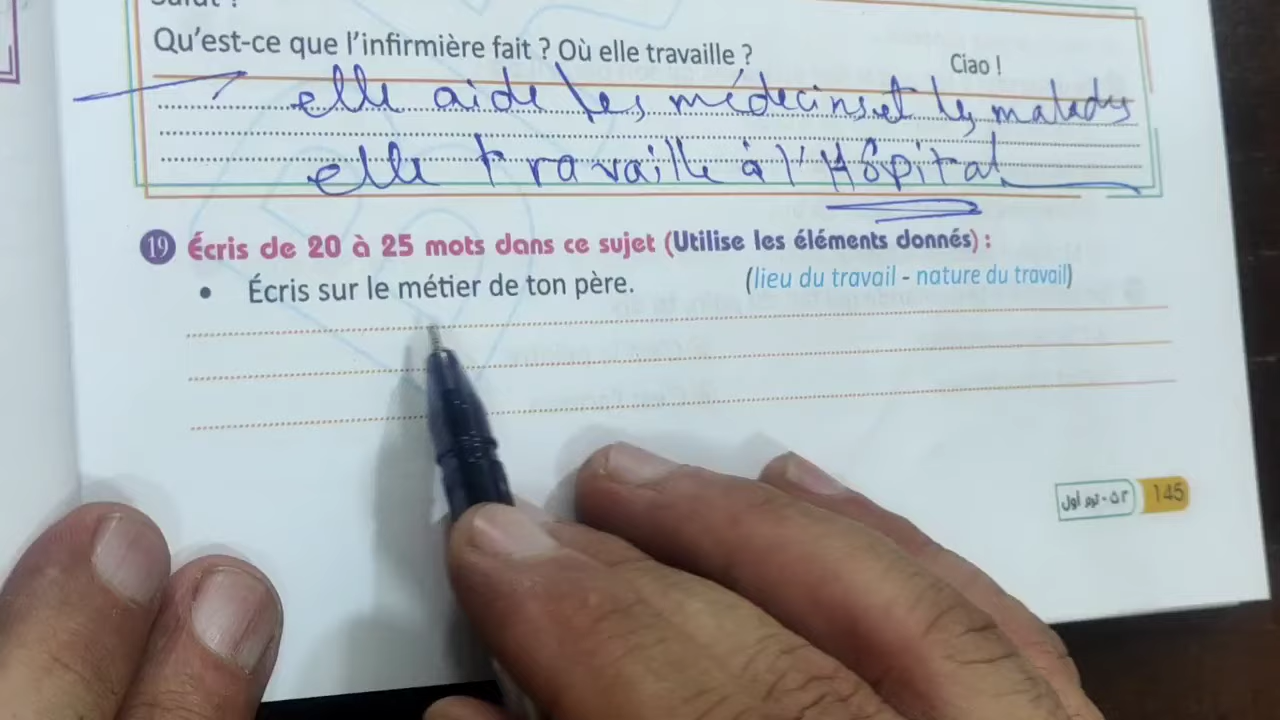 Qu'est-ce que l'infirmière fait ? Où elle travaille ?
Ciao !
elle aide les médecins et les malades
elle travaille à l'Hôpital
19 Écris de 20 à 25 mots dans ce sujet (Utilise les éléments donnés) :
• Écris sur le métier de ton père. (lieu du travail - nature du travail)
145